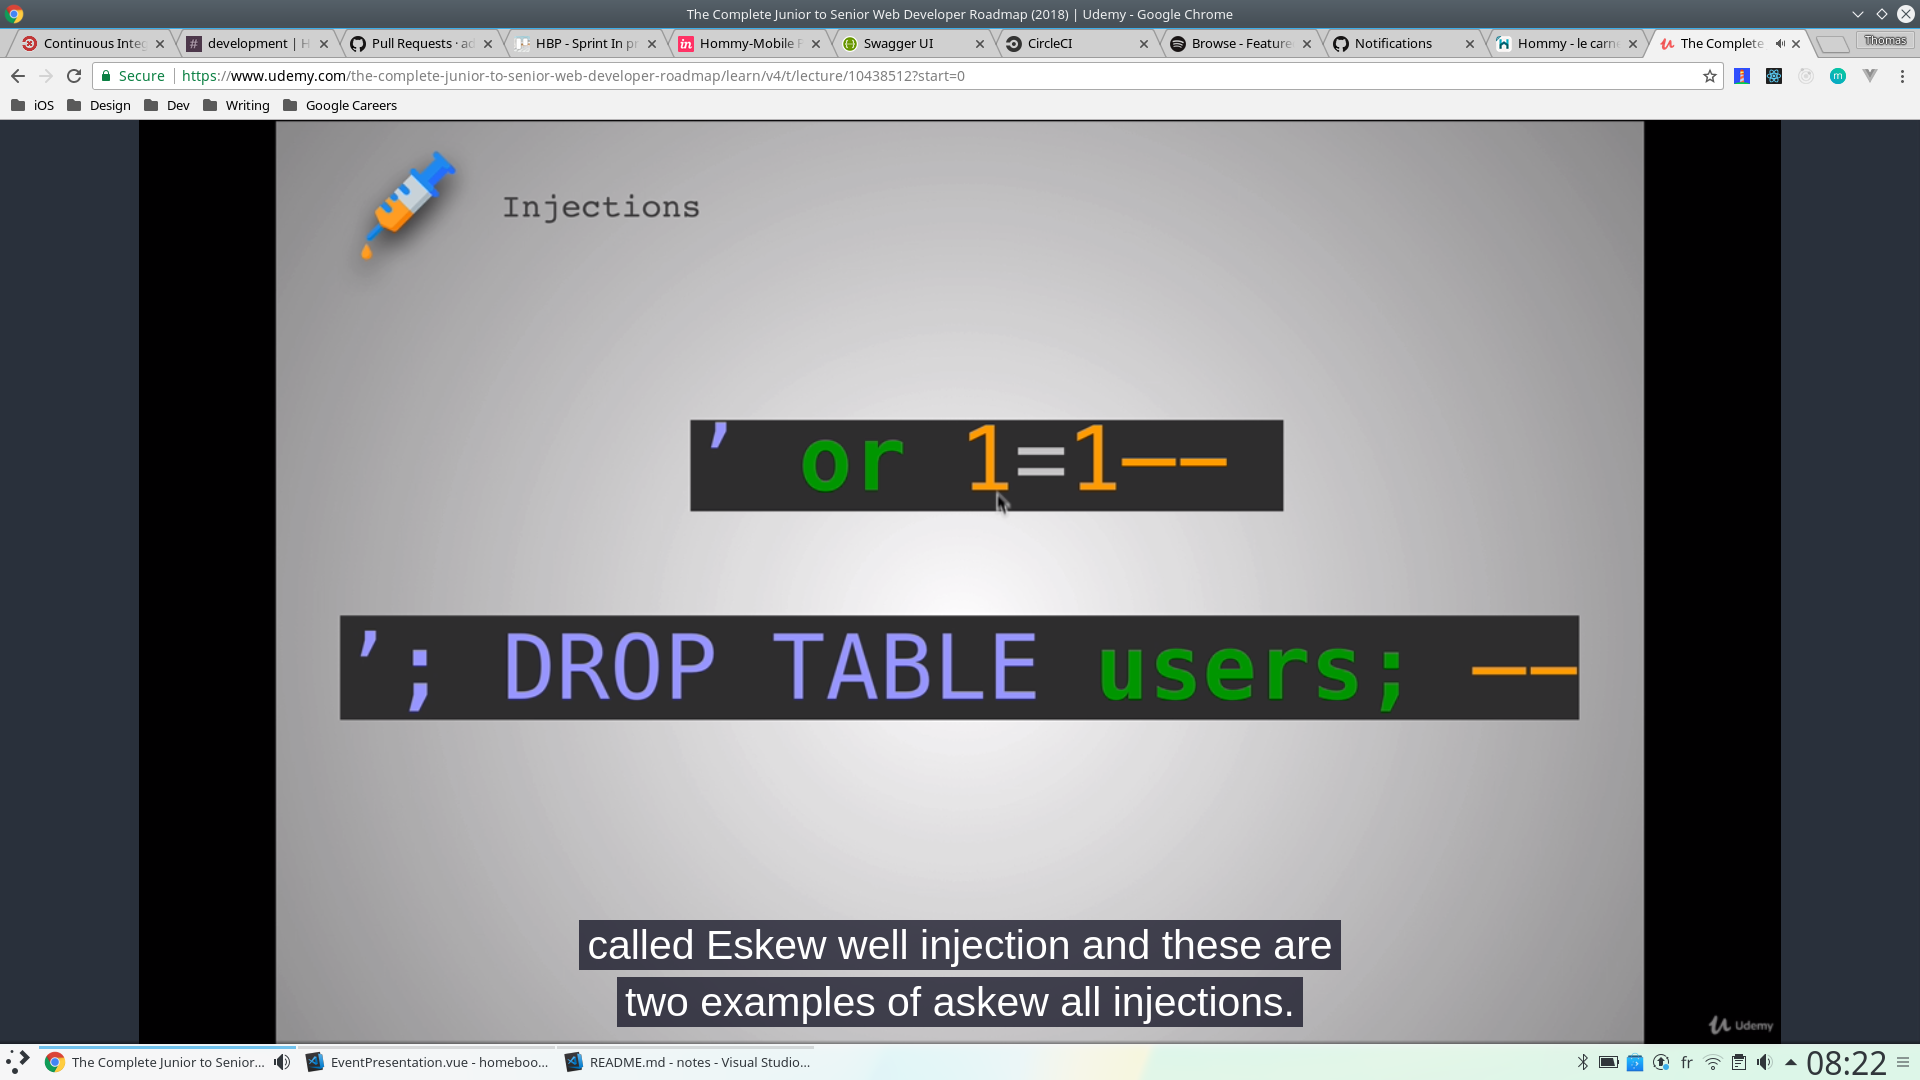 The Complete Junior to Senior Web Developer Roadmap (2018) | Udemy - Google Chrome
Continuous Integ
development | H
Pull Requests · ad
HBP - Sprint In pr
Hommy-Mobile F
Swagger UI
CircleCI
Browse - Feature
Notifications
Hommy - le carn
The Complete
Thomas
Secure
https://www.udemy.com/the-complete-junior-to-senior-web-developer-roadmap/learn/v4/t/lecture/10438512?start=0
iOS
Design
Dev
Writing
Google Careers
Injections
’ or 1=1--
’; DROP TABLE users; --
called Eskew well injection and these are
two examples of askew all injections.
Udemy
The Complete Junior to Senior...
EventPresentation.vue - homeboo...
README.md - notes - Visual Studio...
fr
08:22